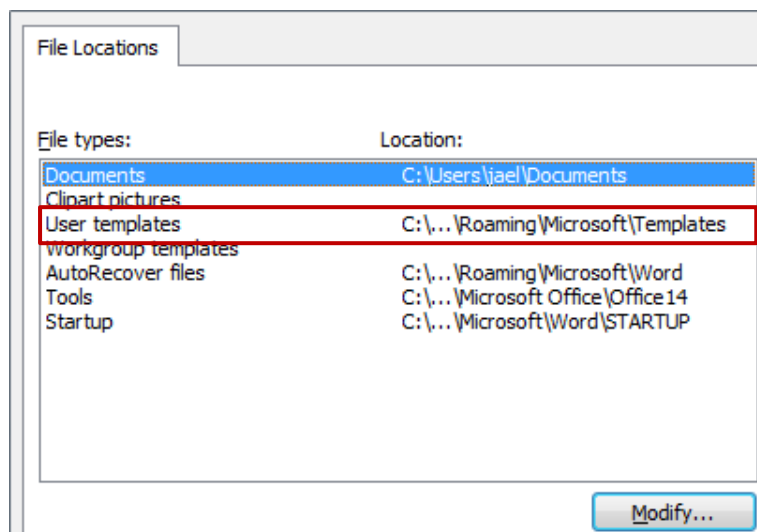 File Locations
File types: Location:
Documents C:\Users\jael\Documents
Clipart pictures
User templates C:\...\Roaming\Microsoft\Templates
Workgroup templates
AutoRecover files C:\...\Roaming\Microsoft\Word
Tools C:\...\Microsoft Office\Office14
Startup C:\...\Microsoft\Word\STARTUP
Modify...